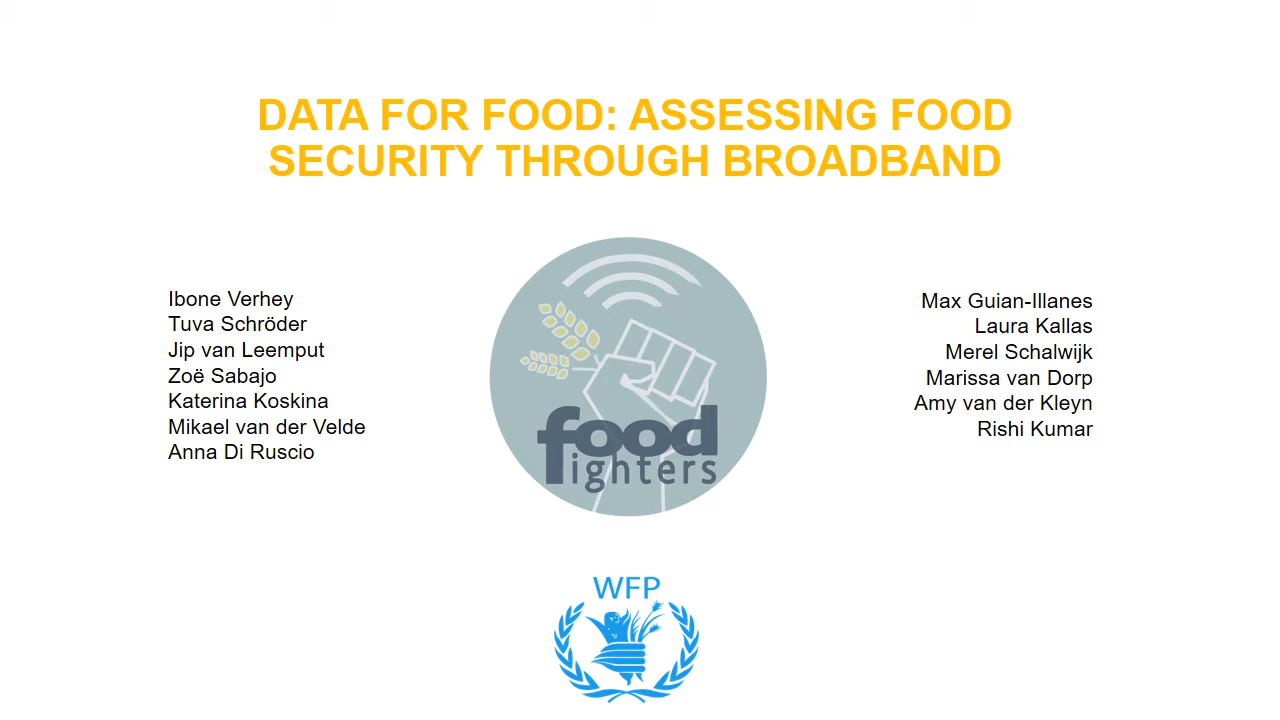 DATA FOR FOOD: ASSESSING FOOD
SECURITY THROUGH BROADBAND
Ibone Verhey
Tuva Schröder
Jip van Leemput
Zoë Sabajo
Katerina Koskina
Mikael van der Velde
Anna Di Ruscio
food
ighters
Max Guian-Illanes
Laura Kallas
Merel Schalwijk
Marissa van Dorp
Amy van der Kleyn
Rishi Kumar
WFP